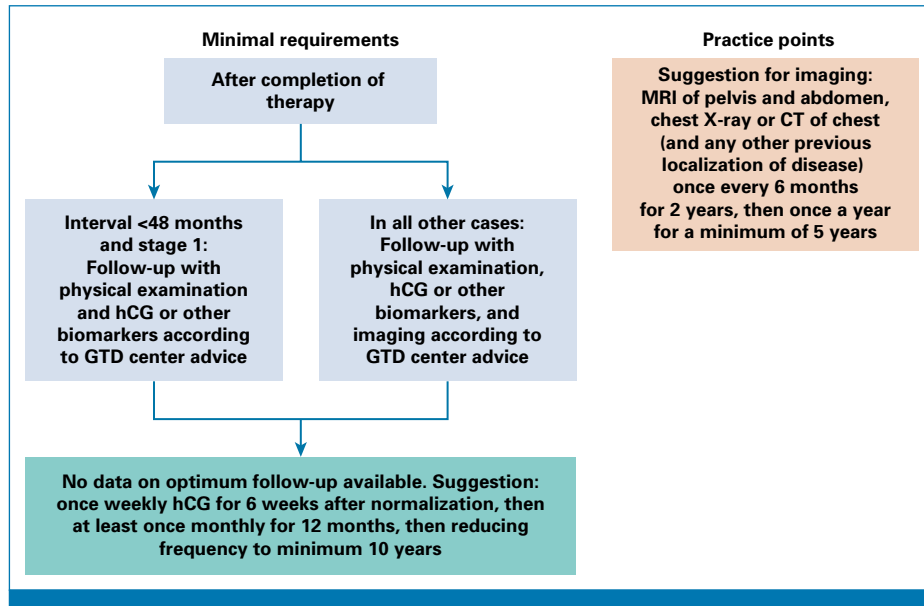 Minimal requirements
After completion of
therapy
Interval <48 months
and stage 1:
Follow-up with
physical examination
and hCG or other
biomarkers according
to GTD center advice
In all other cases:
Follow-up with
physical examination,
hCG or other
biomarkers, and
imaging according to
GTD center advice
No data on optimum follow-up available. Suggestion:
once weekly hCG for 6 weeks after normalization, then
at least once monthly for 12 months, then reducing
frequency to minimum 10 years
Practice points
Suggestion for imaging:
MRI of pelvis and abdomen,
chest X-ray or CT of chest
(and any other previous
localization of disease)
once every 6 months
for 2 years, then once a year
for a minimum of 5 years